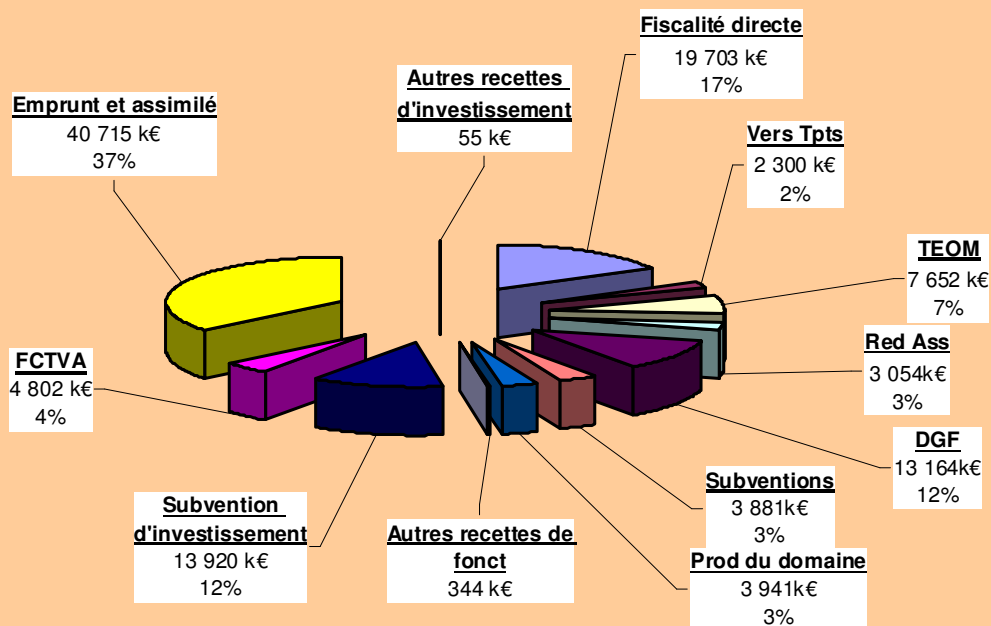 Fiscalité directe
19 703 k€
17%
Autres recettes
d'investissement
55 k€
Emprunt et assimilé
40 715 k€
37%
Vers Tpts
2 300 k€
2%
TEOM
7 652 k€
7%
Red Ass
3 054k€
3%
FCTVA
4 802 k€
4%
DGF
13 164k€
12%
Subventions
3 881k€
3%
Subvention
d'investissement
13 920 k€
12%
Autres recettes de
fonct
344 k€
Prod du domaine
3 941k€
3%